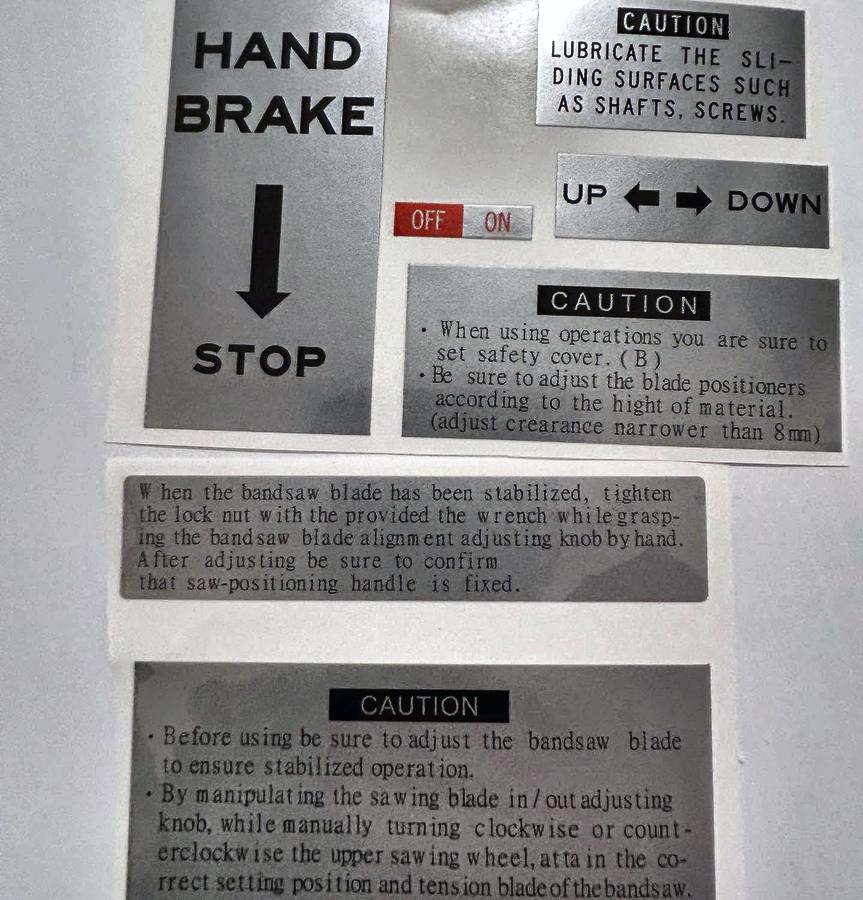 HAND
BRAKE
STOP
CAUTION
LUBRICATE THE SLI-
DING SURFACES SUCH
AS SHAFTS, SCREWS.
OFF ON
UP DOWN
CAUTION
· When using operations you are sure to
set safety cover. (B)
· Be sure to adjust the blade positioners
according to the hight of material.
(adjust crearance narrower than 8mm)
When the bandsaw blade has been stabilized, tighten
the lock nut with the provided the wrench while grasp-
ing the bandsaw blade alignment adjusting knob by hand.
After adjusting be sure to confirm
that saw-positioning handle is fixed.
CAUTION
· Before using be sure to adjust the bandsaw blade
to ensure stabilized operation.
· By manipulating the sawing blade in/out adjusting
knob, while manually turning clockwise or count-
erclockwise the upper sawing wheel, attain the co-
rrect setting position and tension blade of the bandsaw.